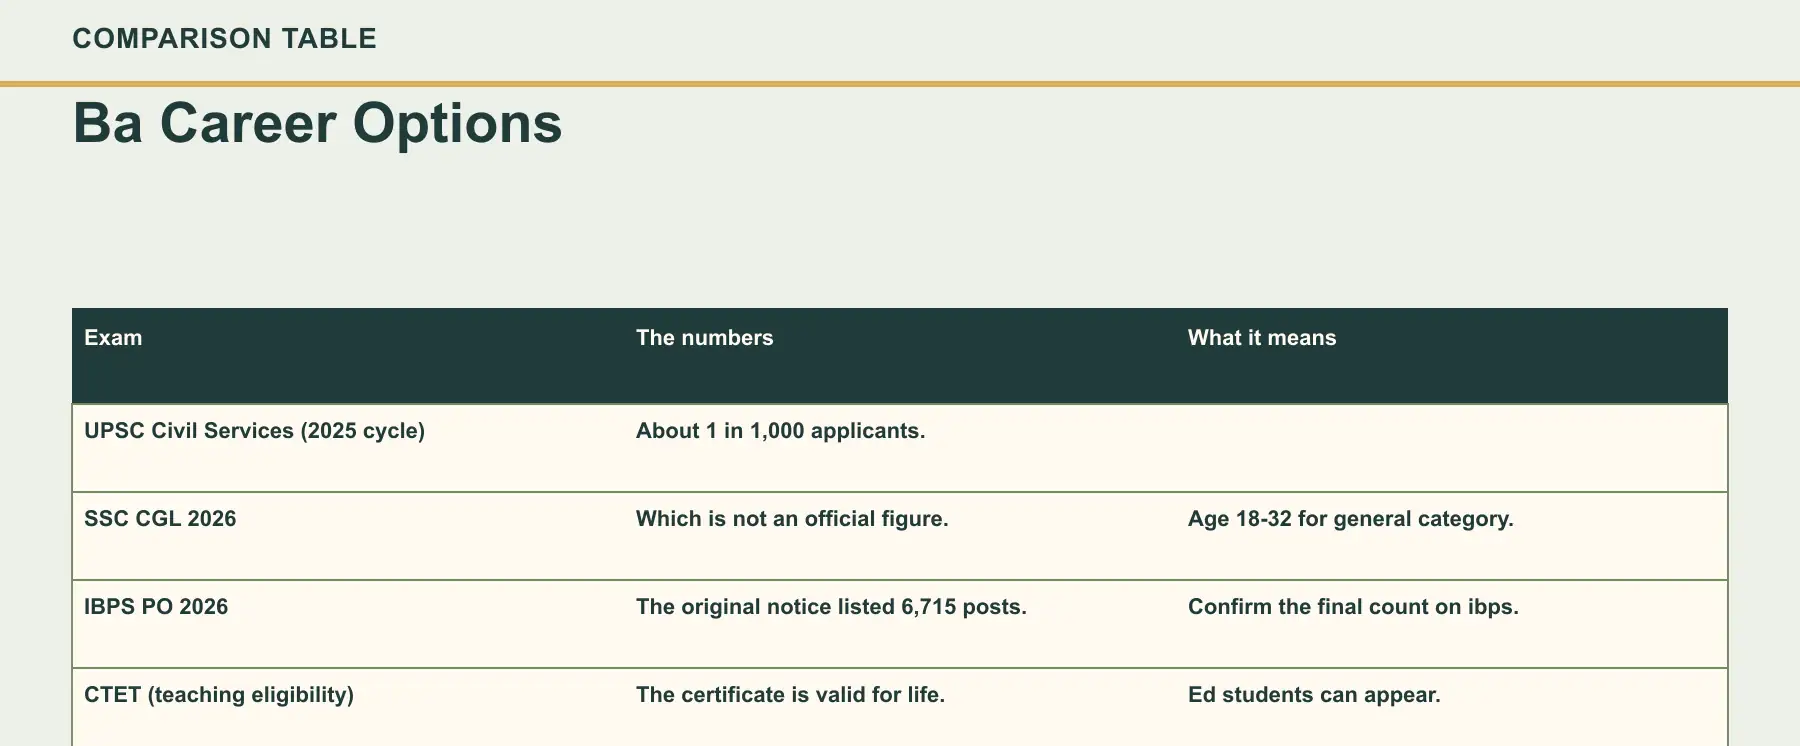 COMPARISON TABLE
Ba Career Options
Exam The numbers What it means
UPSC Civil Services (2025 cycle) About 1 in 1,000 applicants.
SSC CGL 2026 Which is not an official figure. Age 18-32 for general category.
IBPS PO 2026 The original notice listed 6,715 posts. Confirm the final count on ibps.
CTET (teaching eligibility) The certificate is valid for life. Ed students can appear.